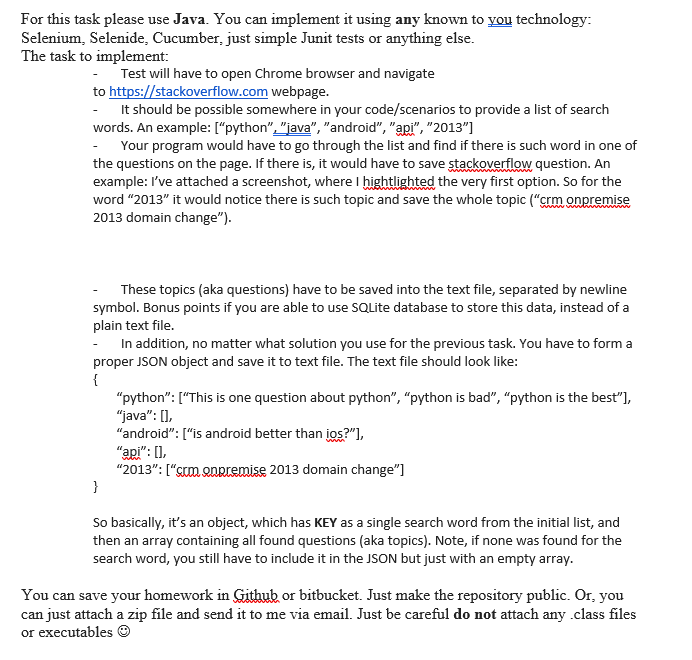 For this task please use Java. You can implement it using any known to you technology:
Selenium, Selenide, Cucumber, just simple Junit tests or anything else.
The task to implement:
- Test will have to open Chrome browser and navigate
to https://stackoverflow.com webpage.
- It should be possible somewhere in your code/scenarios to provide a list of search
words. An example: [“python”, ”java”, ”android”, ”api”, ”2013”]
- Your program would have to go through the list and find if there is such word in one of
the questions on the page. If there is, it would have to save stackoverflow question. An
example: I’ve attached a screenshot, where I hightlighted the very first option. So for the
word “2013” it would notice there is such topic and save the whole topic (“crm onpremise
2013 domain change”).
- These topics (aka questions) have to be saved into the text file, separated by newline
symbol. Bonus points if you are able to use SQLite database to store this data, instead of a
plain text file.
- In addition, no matter what solution you use for the previous task. You have to form a
proper JSON object and save it to text file. The text file should look like:
{
“python”: [“This is one question about python”, “python is bad”, “python is the best”],
“java”: [],
“android”: [“is android better than ios?”],
“api”: [],
“2013”: [“crm onpremise 2013 domain change”]
}
So basically, it’s an object, which has KEY as a single search word from the initial list, and
then an array containing all found questions (aka topics). Note, if none was found for the
search word, you still have to include it in the JSON but just with an empty array.
You can save your homework in Github or bitbucket. Just make the repository public. Or, you
can just attach a zip file and send it to me via email. Just be careful do not attach any .class files
or executables ☺